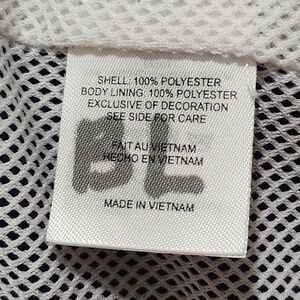 SHELL: 100% POLYESTER
BODY LINING: 100% POLYESTER
EXCLUSIVE OF DECORATION
SEE SIDE FOR CARE
FAIT AU VIETNAM
HECHO EN VIETNAM
BL
MADE IN VIETNAM